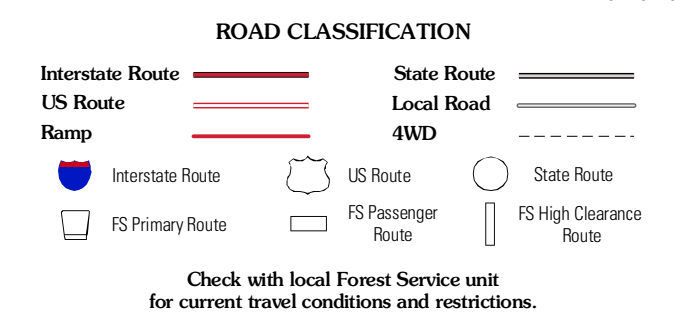 ROAD CLASSIFICATION
Interstate Route
State Route
US Route
Local Road
Ramp
4WD
Interstate Route
US Route
State Route
FS Primary Route
FS Passenger
Route
FS High Clearance
Route
Check with local Forest Service unit
for current travel conditions and restrictions.